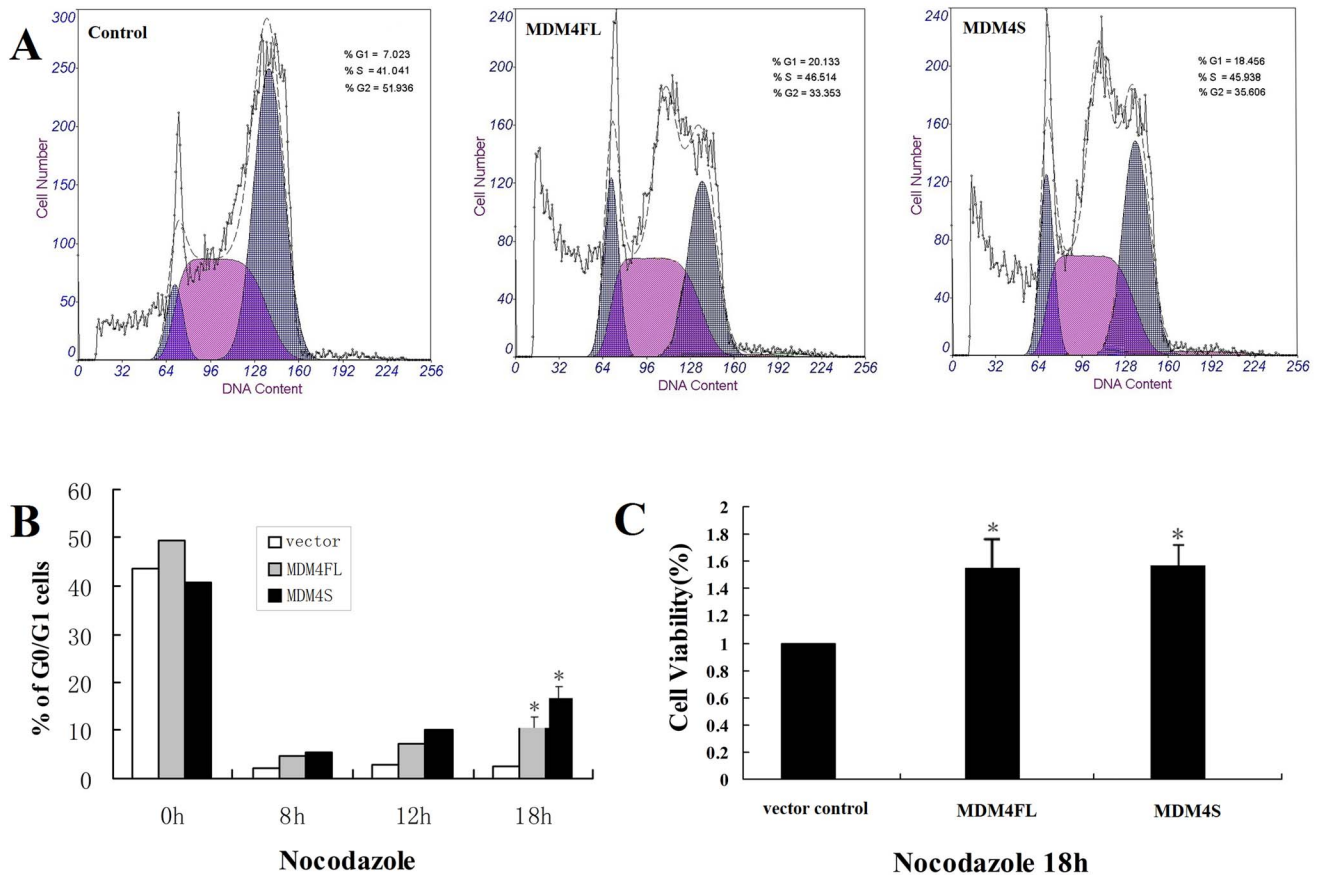 A
Control
% G1 = 7.023
% S = 41.041
% G2 = 51.936
Cell Number
300
250
200
150
100
50
0
0 32 64 96 128 160 192 224 256
DNA Content
MDM4FL
% G1 = 20.133
% S = 46.514
% G2 = 33.353
Cell Number
240
200
160
120
80
40
0
0 32 64 96 128 160 192 224 256
DNA Content
MDM4S
% G1 = 18.456
% S = 45.938
% G2 = 35.606
Cell Number
240
200
160
120
80
40
0
0 32 64 96 128 160 192 224 256
DNA Content
B
% of G0/G1 cells
60
50
40
30
20
10
0
vector
MDM4FL
MDM4S
* *
0h 8h 12h 18h
Nocodazole
C
Cell Viability(%)
2
1.8
1.6
1.4
1.2
1
0.8
0.6
0.4
0.2
0
* *
vector control MDM4FL MDM4S
Nocodazole 18h